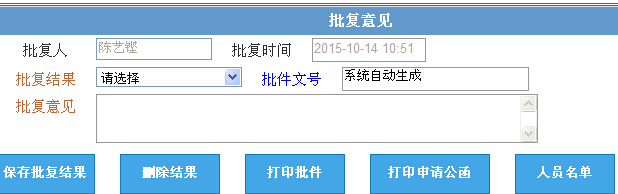 批复意见
批复人 陈艺铿 批复时间 2015-10-14 10:51
批复结果 请选择 批件文号 系统自动生成
批复意见
保存批复结果 删除结果 打印批件 打印申请公函 人员名单